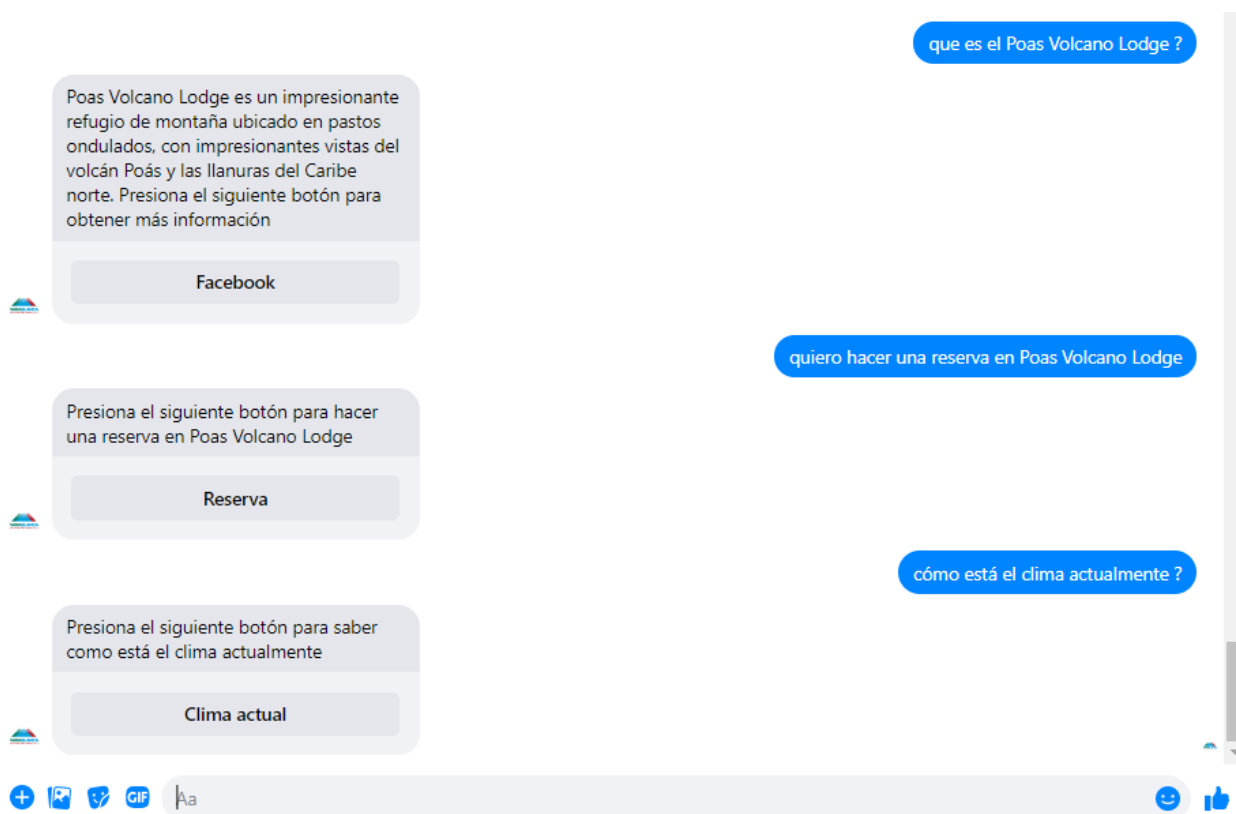 que es el Poas Volcano Lodge ?
Poas Volcano Lodge es un impresionante
refugio de montaña ubicado en pastos
ondulados, con impresionantes vistas del
volcán Poás y las llanuras del Caribe
norte. Presiona el siguiente botón para
obtener más información
Facebook
quiero hacer una reserva en Poas Volcano Lodge
Presiona el siguiente botón para hacer
una reserva en Poas Volcano Lodge
Reserva
cómo está el clima actualmente ?
Presiona el siguiente botón para saber
como está el clima actualmente
Clima actual
GIF
Aa